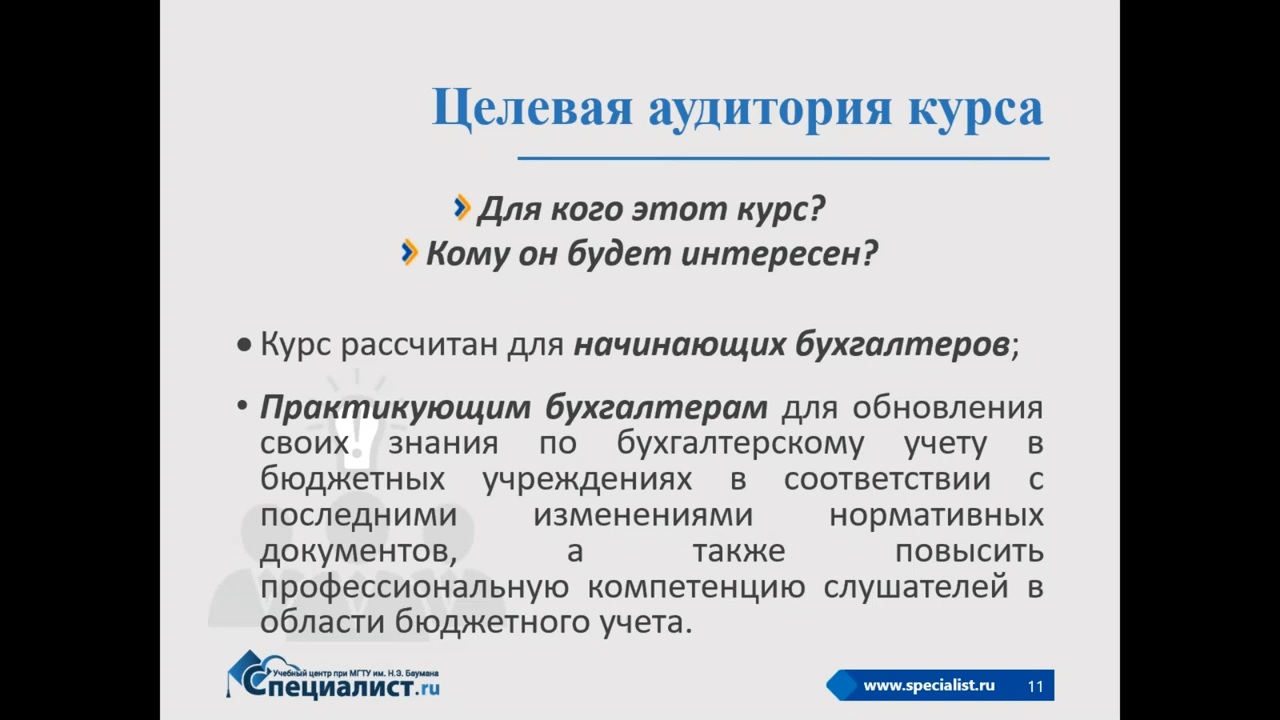 Целевая аудитория курса
Для кого этот курс?
Кому он будет интересен?
• Курс рассчитан для начинающих бухгалтеров;
• Практикующим бухгалтерам для обновления
своих знания по бухгалтерскому учету в
бюджетных учреждениях в соответствии с
последними изменениями нормативных
документов, а также повысить
профессиональную компетенцию слушателей в
области бюджетного учета.
Учебный центр при МГТУ им. Н.Э. Баумана
Специалист.ru
www.specialist.ru 11